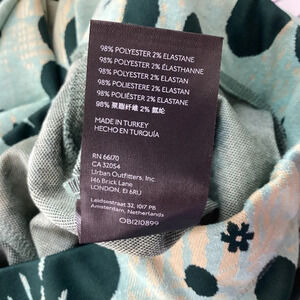 98% POLYESTER 2% ELASTANE
98% POLYESTER 2% ÉLASTHANNE
98% POLYESTER 2% ELASTAN
98% POLIESTERE 2% ELASTAN
98% POLIÉSTER 2% ELASTANO
98% 聚脂纤维 2% 氨纶
MADE IN TURKEY
HECHO EN TURQUÍA
RN 66170
CA 32054
Urban Outfitters, Inc.
146 Brick Lane
LONDON, E1 6RU
Leidsestraat 32, 1017 PB
Amsterdam, Netherlands
OB1210899